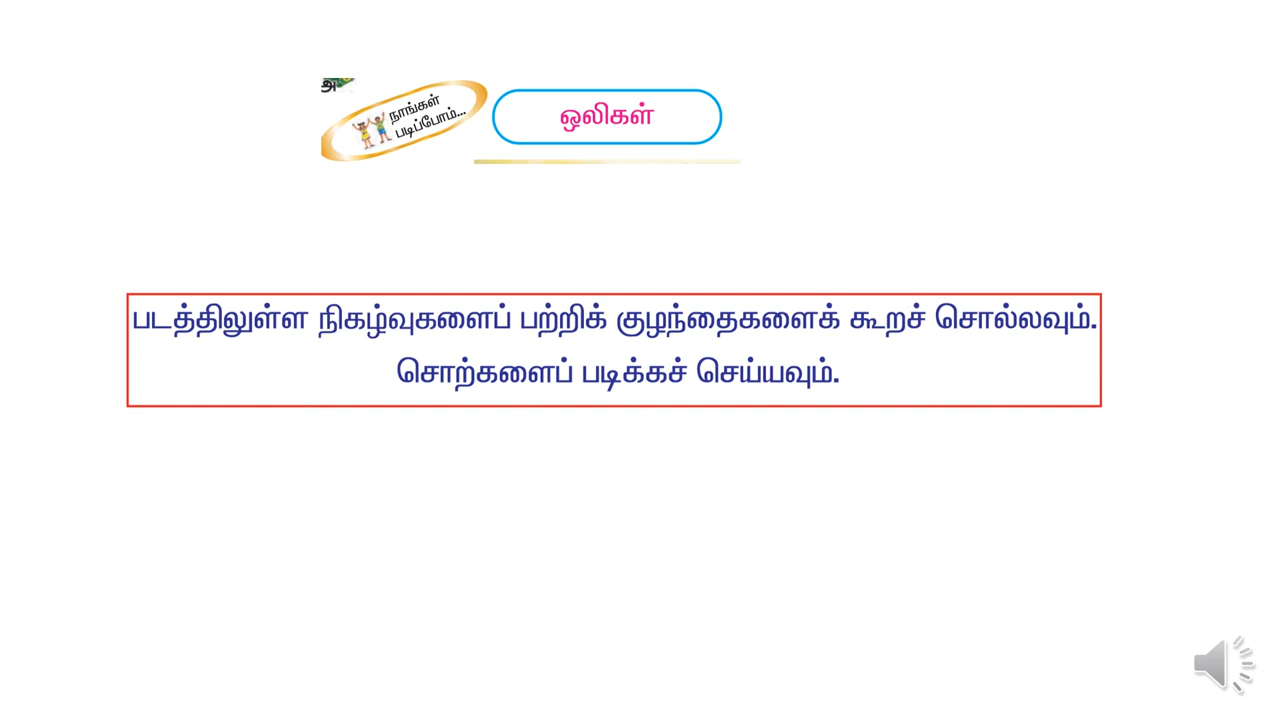 அ
நாங்கள்
படிப்போம்...
ஒலிகள்
படத்திலுள்ள நிகழ்வுகளைப் பற்றிக் குழந்தைகளைக் கூறச் சொல்லவும்.
சொற்களைப் படிக்கச் செய்யவும்.